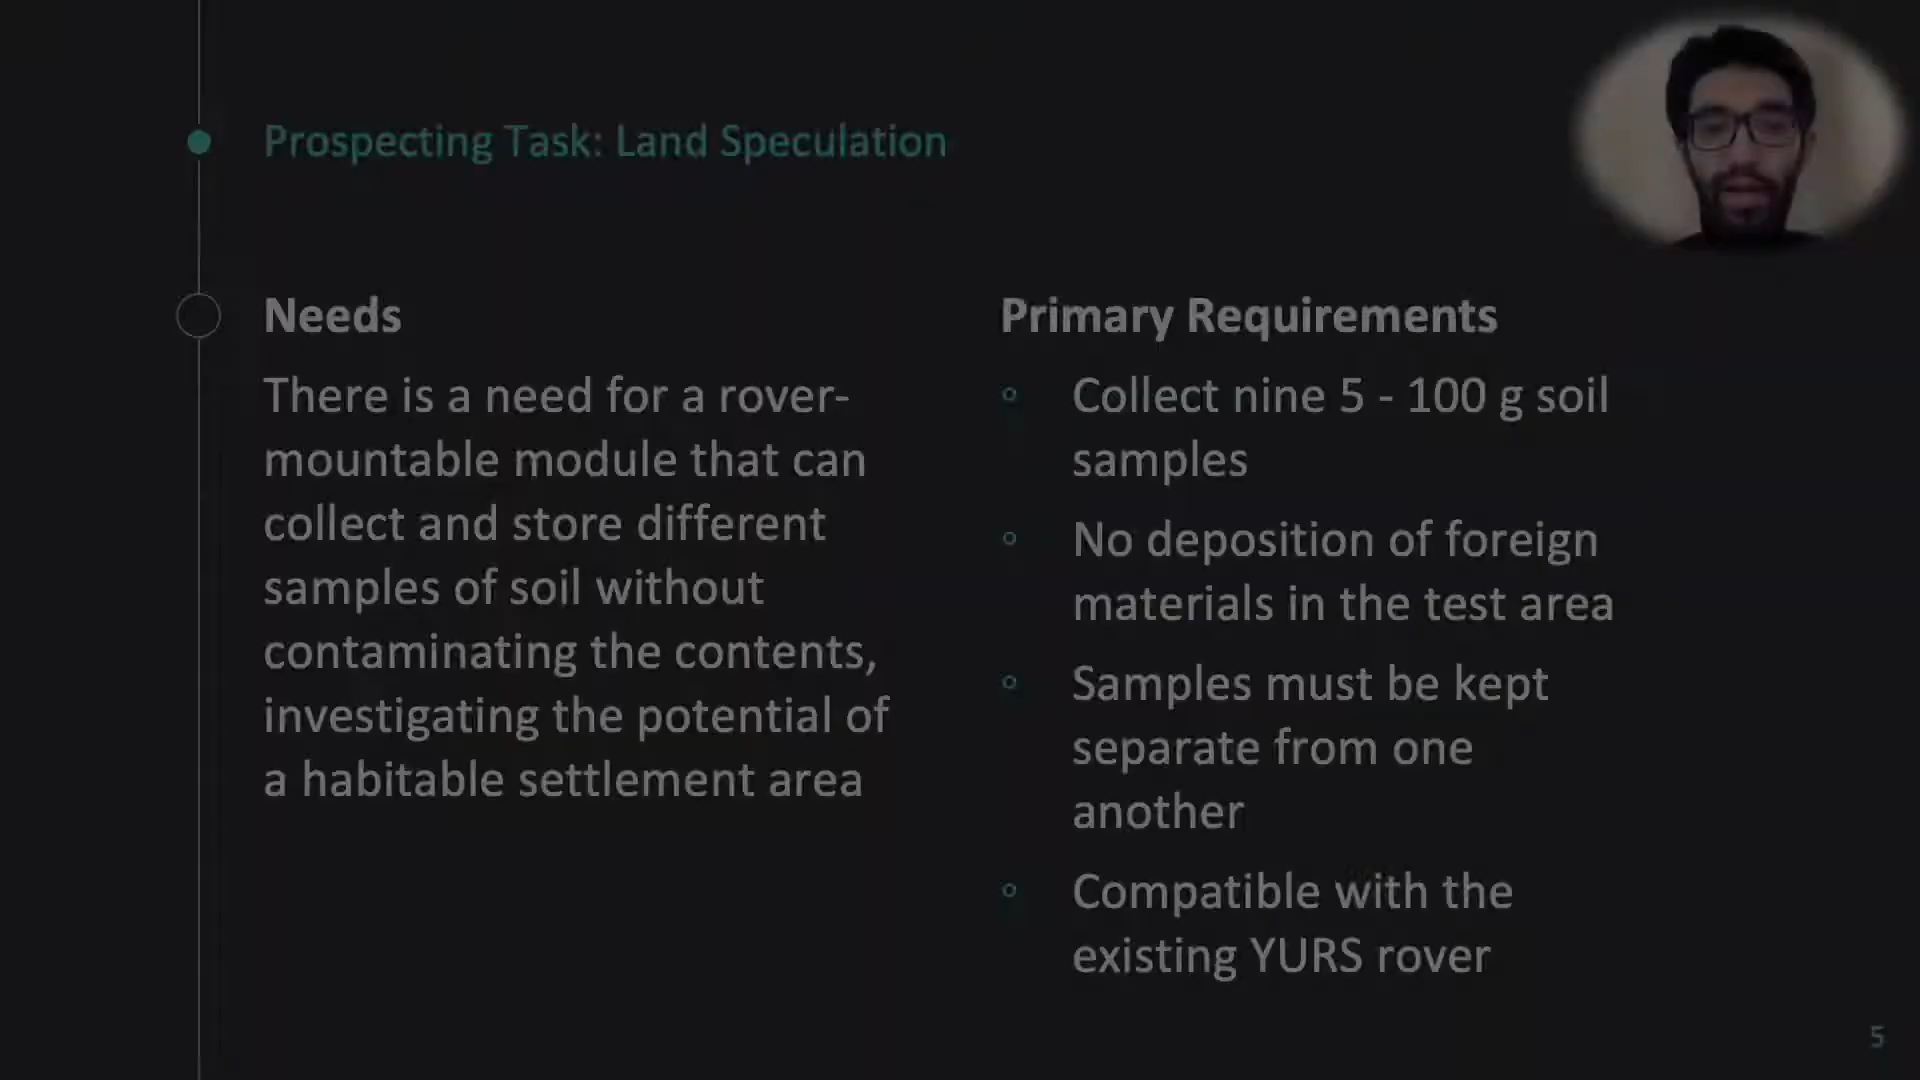 Prospecting Task: Land Speculation
Needs
There is a need for a rover-
mountable module that can
collect and store different
samples of soil without
contaminating the contents,
investigating the potential of
a habitable settlement area
Primary Requirements
Collect nine 5 - 100 g soil
samples
No deposition of foreign
materials in the test area
Samples must be kept
separate from one
another
Compatible with the
existing YURS rover
5